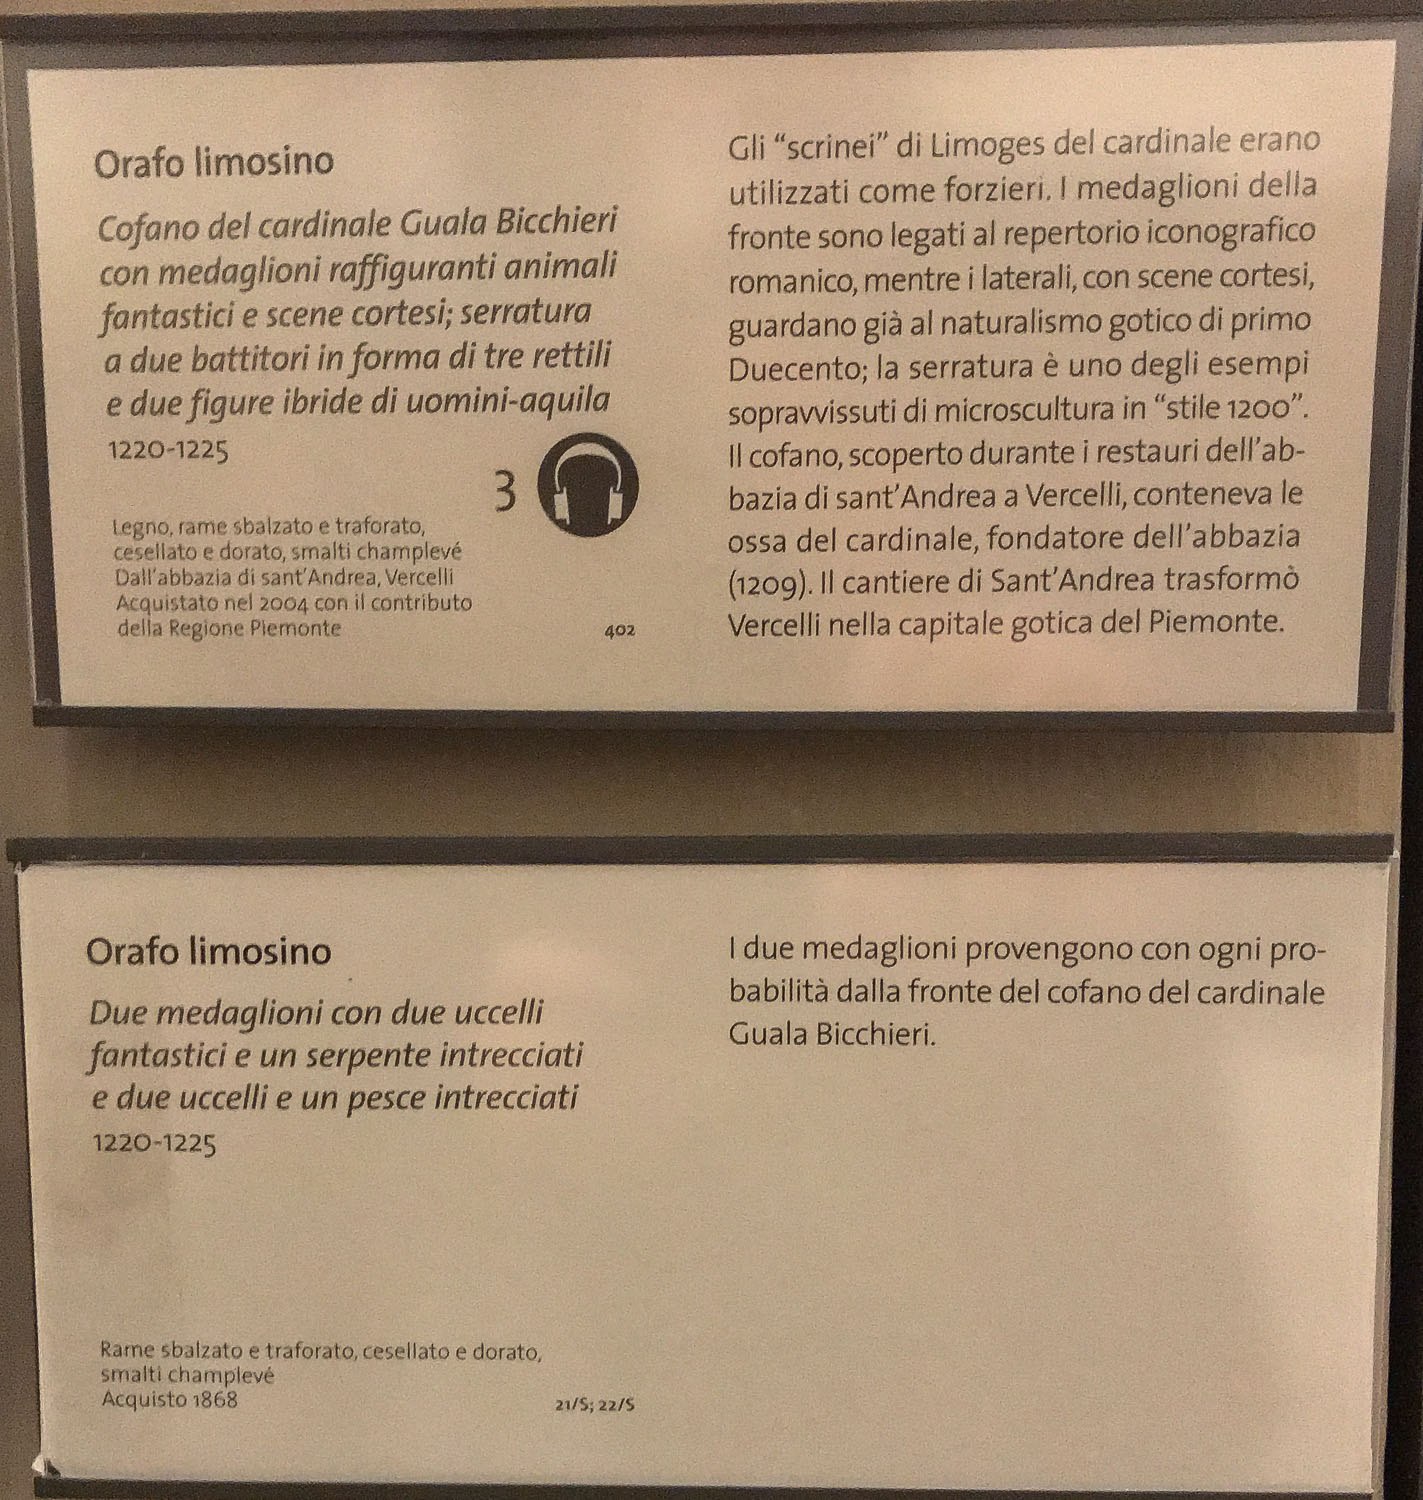 Orafo limosino
Cofano del cardinale Guala Bicchieri
con medaglioni raffiguranti animali
fantastici e scene cortesi; serratura
a due battitori in forma di tre rettili
e due figure ibride di uomini-aquila
1220-1225
3
Legno, rame sbalzato e traforato,
cesellato e dorato, smalti champlevé
Dall'abbazia di sant'Andrea, Vercelli
Acquistato nel 2004 con il contributo
della Regione Piemonte
402
Gli “scrinei” di Limoges del cardinale erano
utilizzati come forzieri. I medaglioni della
fronte sono legati al repertorio iconografico
romanico, mentre i laterali, con scene cortesi,
guardano già al naturalismo gotico di primo
Duecento; la serratura è uno degli esempi
sopravvissuti di microscultura in “stile 1200”.
Il cofano, scoperto durante i restauri dell'ab-
bazia di sant'Andrea a Vercelli, conteneva le
ossa del cardinale, fondatore dell'abbazia
(1209). Il cantiere di Sant'Andrea trasformò
Vercelli nella capitale gotica del Piemonte.
Orafo limosino
Due medaglioni con due uccelli
fantastici e un serpente intrecciati
e due uccelli e un pesce intrecciati
1220-1225
Rame sbalzato e traforato, cesellato e dorato,
smalti champlevé
Acquisto 1868
21/S; 22/S
I due medaglioni provengono con ogni pro-
babilità dalla fronte del cofano del cardinale
Guala Bicchieri.